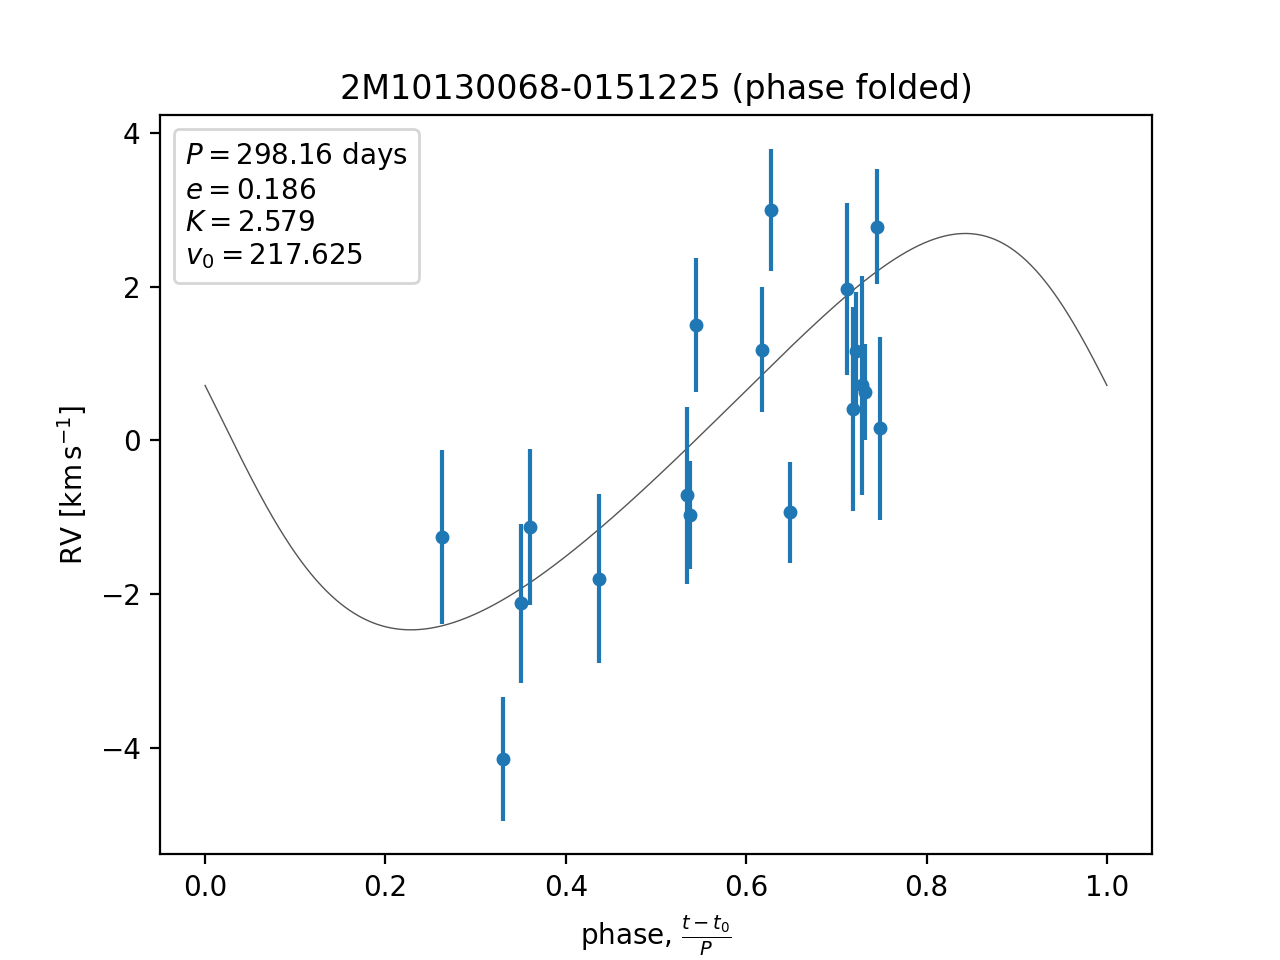 2M10130068-0151225 (phase folded)
P = 298.16 days
e = 0.186
K = 2.579
v₀ = 217.625
4
2
0
−2
−4
RV [km s⁻¹]
0.0 0.2 0.4 0.6 0.8 1.0
phase, (t − t₀)/P